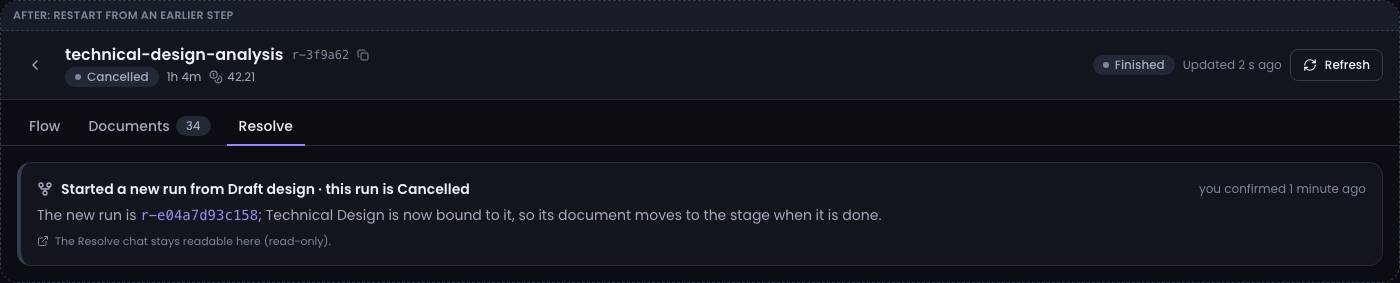 AFTER: RESTART FROM AN EARLIER STEP
technical-design-analysis r-3f9a62
Cancelled 1h 4m 42.21
Finished Updated 2 s ago Refresh
Flow Documents 34 Resolve
Started a new run from Draft design · this run is Cancelled you confirmed 1 minute ago
The new run is r-e04a7d93c158; Technical Design is now bound to it, so its document moves to the stage when it is done.
The Resolve chat stays readable here (read-only).